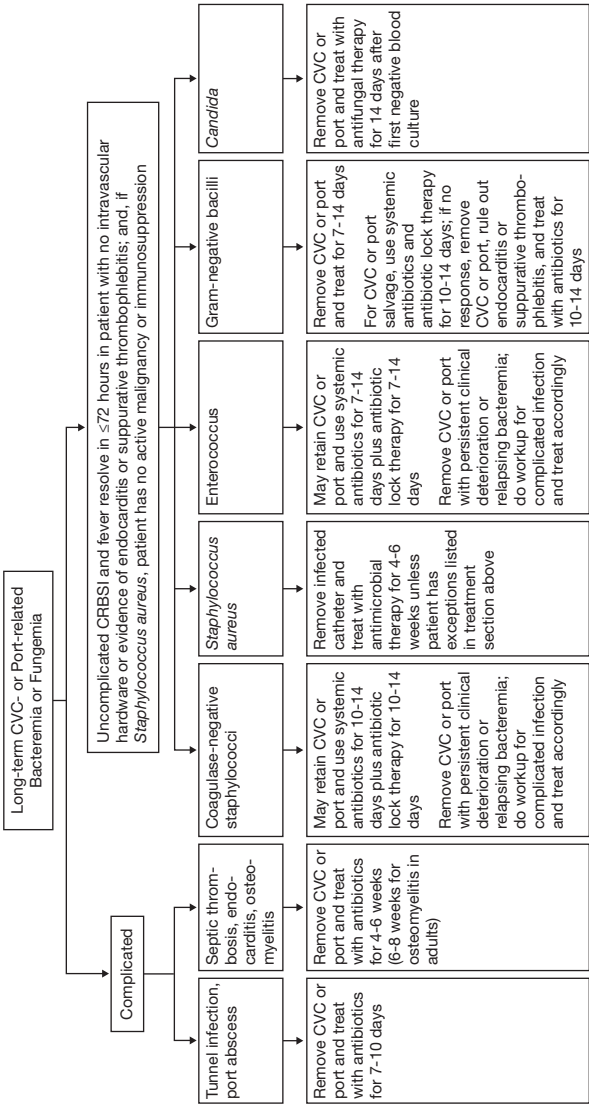 Long-term CVC- or Port-related
Bacteremia or Fungemia
Complicated
Uncomplicated CRBSI and fever resolve in ≤72 hours in patient with no intravascular
hardware or evidence of endocarditis or suppurative thrombophlebitis; and, if
Staphylococcus aureus, patient has no active malignancy or immunosuppression
Tunnel infection,
port abscess
Septic throm-
bosis, endo-
carditis, osteo-
myelitis
Coagulase-negative
staphylococci
Staphylococcus
aureus
Enterococcus
Gram-negative bacilli
Candida
Remove CVC or
port and treat
with antibiotics
for 7-10 days
Remove CVC or
port and treat
with antibiotics
for 4-6 weeks
(6-8 weeks for
osteomyelitis in
adults)
May retain CVC or
port and use systemic
antibiotics for 10-14
days plus antibiotic
lock therapy for 10-14
days
Remove CVC or port
with persistent clinical
deterioration or
relapsing bacteremia;
do workup for
complicated infection
and treat accordingly
Remove infected
catheter and
treat with
antimicrobial
therapy for 4-6
weeks unless
patient has
exceptions listed
in treatment
section above
May retain CVC or
port and use systemic
antibiotics for 7-14
days plus antibiotic
lock therapy for 7-14
days
Remove CVC or port
with persistent clinical
deterioration or
relapsing bacteremia;
do workup for
complicated infection
and treat accordingly
Remove CVC or port
and treat for 7-14 days
For CVC or port
salvage, use systemic
antibiotics and
antibiotic lock therapy
for 10-14 days; if no
response, remove
CVC or port, rule out
endocarditis or
suppurative thrombo-
phlebitis, and treat
with antibiotics for
10-14 days
Remove CVC or
port and treat with
antifungal therapy
for 14 days after
first negative blood
culture